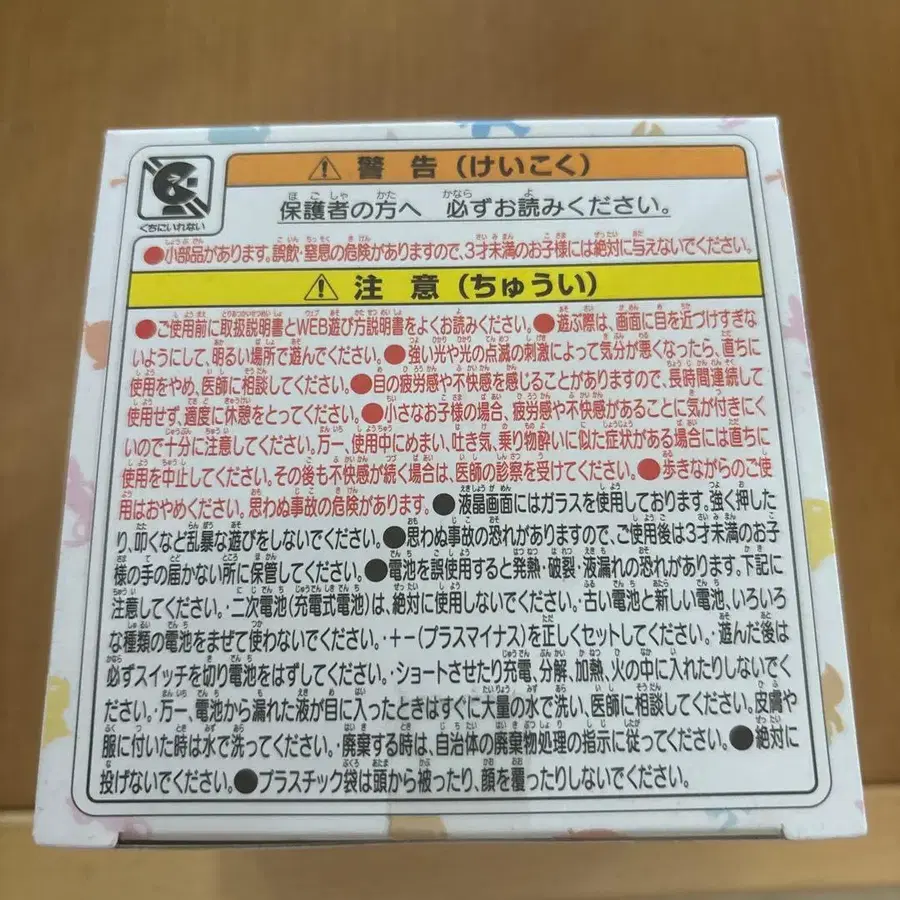 くちにいれない
⚠ 警告(けいこく)
保護者の方へ 必ずお読みください。
●小部品があります。誤飲・窒息の危険がありますので、3才未満のお子様には絶対に与えないでください。
⚠ 注意(ちゅうい)
●ご使用前に取扱説明書とWEB遊び方説明書をよくお読みください。●遊ぶ際は、画面に目を近づけすぎな
いようにして、明るい場所で遊んでください。●強い光や光の点滅の刺激によって気分が悪くなったら、直ちに
使用をやめ、医師に相談してください。●目の疲労感や不快感を感じることがありますので、長時間連続して
使用せず、適度に休憩をとってください。●小さなお子様の場合、疲労感や不快感があることに気が付きにく
いので十分に注意してください。万一、使用中にめまい、吐き気、乗り物酔いに似た症状がある場合には直ちに
使用を中止してください。その後も不快感が続く場合は、医師の診察を受けてください。●歩きながらのご使
用はおやめください。思わぬ事故の危険があります。●液晶画面にはガラスを使用しております。強く押した
り、叩くなど乱暴な遊びをしないでください。●思わぬ事故の恐れがありますので、ご使用後は3才未満のお子
様の手の届かない所に保管してください。●電池を誤使用すると発熱・破裂・液漏れの恐れがあります。下記に
注意してください。・二次電池(充電式電池)は、絶対に使用しないでください。・古い電池と新しい電池、いろいろ
な種類の電池をまぜて使わないでください。・+−(プラスマイナス)を正しくセットしてください。・遊んだ後は
必ずスイッチを切り電池をはずしてください。・ショートさせたり充電、分解、加熱、火の中に入れたりしないでく
ださい。・万一、電池から漏れた液が目に入ったときはすぐに大量の水で洗い、医師に相談してください。皮膚や
服に付いた時は水で洗ってください。・廃棄する時は、自治体の廃棄物処理の指示に従ってください。●絶対に
投げないでください。●プラスチック袋は頭から被ったり、顔を覆ったりしないでください。